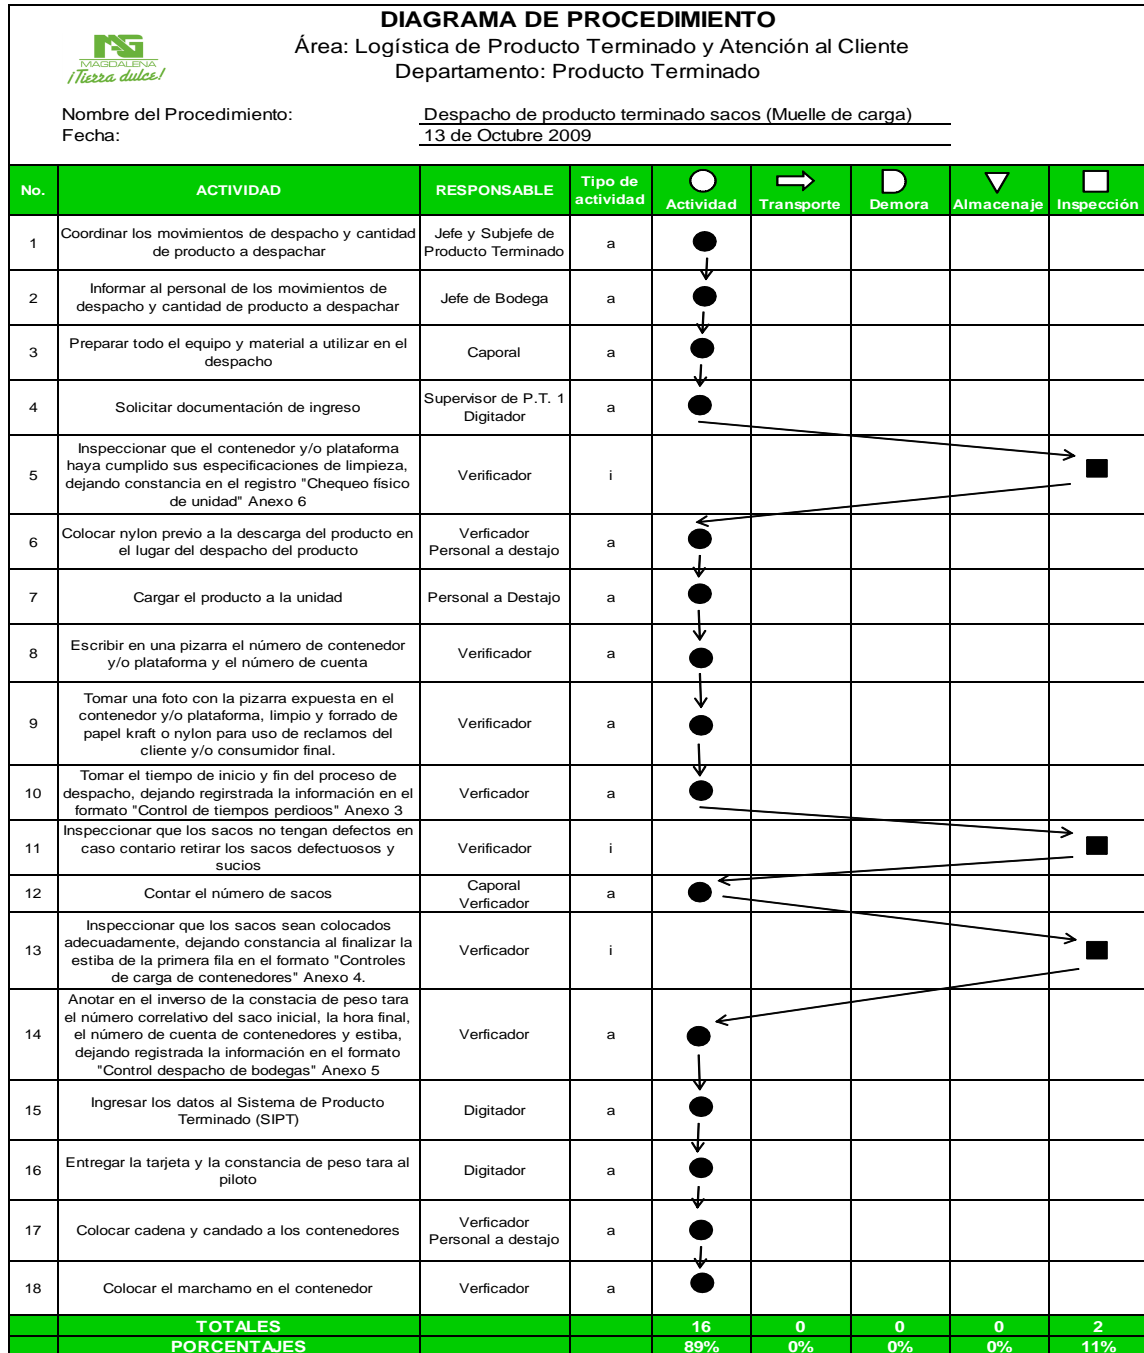 DIAGRAMA DE PROCEDIMIENTO
Área: Logística de Producto Terminado y Atención al Cliente
Departamento: Producto Terminado
MAGDALENA
¡Tierra dulce!
Nombre del Procedimiento: Despacho de producto terminado sacos (Muelle de carga)
Fecha: 13 de Octubre 2009
No. ACTIVIDAD RESPONSABLE Tipo de actividad Actividad Transporte Demora Almacenaje Inspección
1 Coordinar los movimientos de despacho y cantidad
de producto a despachar
Jefe y Subjefe de
Producto Terminado
a
2 Informar al personal de los movimientos de
despacho y cantidad de producto a despachar
Jefe de Bodega
a
3 Preparar todo el equipo y material a utilizar en el
despacho
Caporal
a
4 Solicitar documentación de ingreso
Supervisor de P.T. 1
Digitador
a
5 Inspeccionar que el contenedor y/o plataforma
haya cumplido sus especificaciones de limpieza,
dejando constancia en el registro "Chequeo físico
de unidad" Anexo 6
Verificador
i
6 Colocar nylon previo a la descarga del producto en
el lugar del despacho del producto
Verficador
Personal a destajo
a
7 Cargar el producto a la unidad
Personal a Destajo
a
8 Escribir en una pizarra el número de contenedor
y/o plataforma y el número de cuenta
Verificador
a
9 Tomar una foto con la pizarra expuesta en el
contenedor y/o plataforma, limpio y forrado de
papel kraft o nylon para uso de reclamos del
cliente y/o consumidor final.
Verificador
a
10 Tomar el tiempo de inicio y fin del proceso de
despacho, dejando regirstrada la información en el
formato "Control de tiempos perdioos" Anexo 3
Verficador
a
11 Inspeccionar que los sacos no tengan defectos en
caso contario retirar los sacos defectuosos y
sucios
Verificador
i
12 Contar el número de sacos
Caporal
Verficador
a
13 Inspeccionar que los sacos sean colocados
adecuadamente, dejando constancia al finalizar la
estiba de la primera fila en el formato "Controles
de carga de contenedores" Anexo 4.
Verficador
i
14 Anotar en el inverso de la constacia de peso tara
el número correlativo del saco inicial, la hora final,
el número de cuenta de contenedores y estiba,
dejando registrada la información en el formato
"Control despacho de bodegas" Anexo 5
Verficador
a
15 Ingresar los datos al Sistema de Producto
Terminado (SIPT)
Digitador
a
16 Entregar la tarjeta y la constancia de peso tara al
piloto
Digitador
a
17 Colocar cadena y candado a los contenedores
Verficador
Personal a destajo
a
18 Colocar el marchamo en el contenedor
Verficador
a
TOTALES 16 0 0 0 2
PORCENTAJES 89% 0% 0% 0% 11%